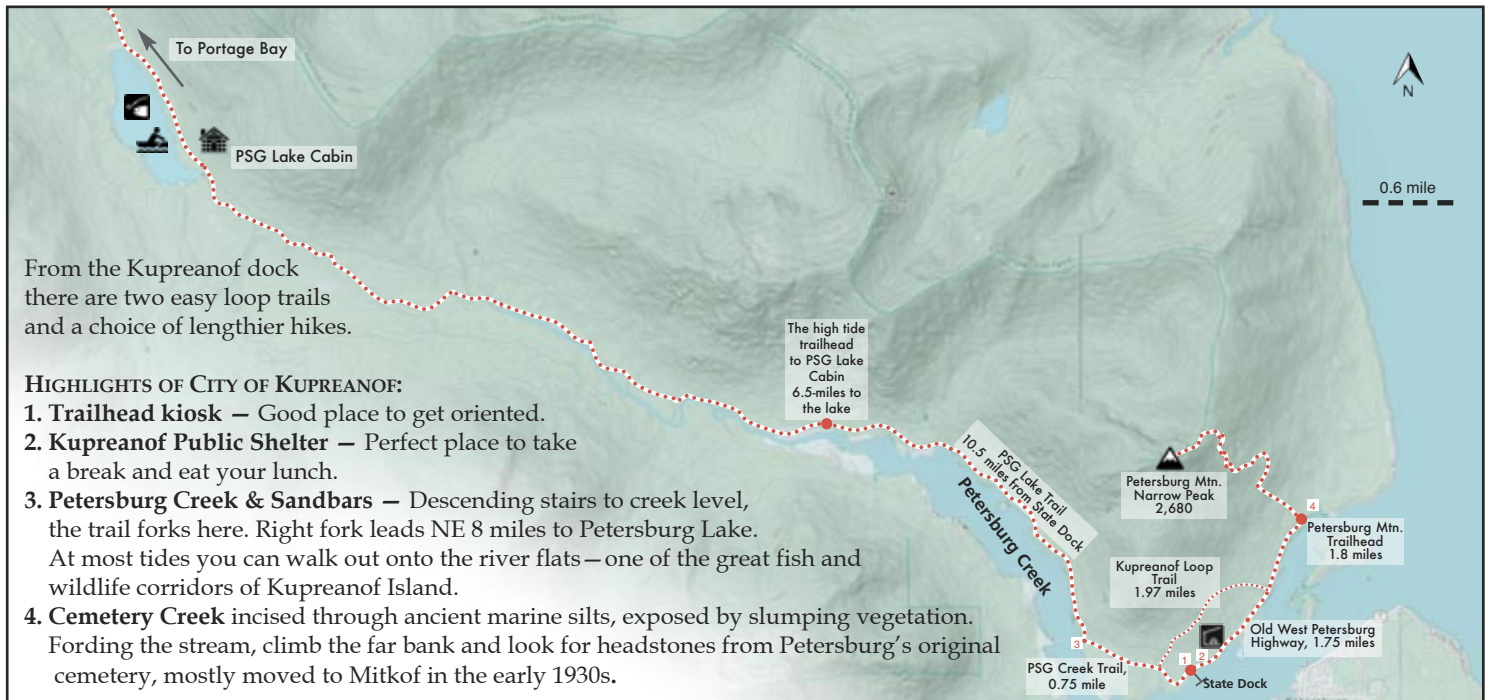 To Portage Bay
PSG Lake Cabin
N
0.6 mile
From the Kupreanof dock
there are two easy loop trails
and a choice of lengthier hikes.
HIGHLIGHTS OF CITY OF KUPREANOF:
1. Trailhead kiosk — Good place to get oriented.
2. Kupreanof Public Shelter — Perfect place to take
a break and eat your lunch.
3. Petersburg Creek & Sandbars — Descending stairs to creek level,
the trail forks here. Right fork leads NE 8 miles to Petersburg Lake.
At most tides you can walk out onto the river flats—one of the great fish and
wildlife corridors of Kupreanof Island.
4. Cemetery Creek incised through ancient marine silts, exposed by slumping vegetation.
Fording the stream, climb the far bank and look for headstones from Petersburg's original
cemetery, mostly moved to Mitkof in the early 1930s.
The high tide
trailhead
to PSG Lake
Cabin
6.5-miles to
the lake
PSG Lake Trail
10.5 miles from State Dock
Petersburg Creek
Petersburg Mtn.
Narrow Peak
2,680
4
Petersburg Mtn.
Trailhead
1.8 miles
Kupreanof Loop
Trail
1.97 miles
Old West Petersburg
Highway, 1.75 miles
3
PSG Creek Trail,
0.75 mile
1
2
State Dock